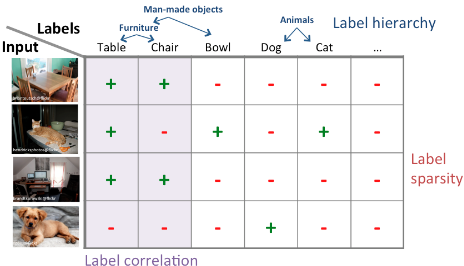 Man-made objects
Labels
Furniture
Animals
Label hierarchy
Input
Table Chair Bowl Dog Cat ...
+ + - - - -
+ - + - + -
+ + - - - -
- - - + - -
Label
sparsity
Label correlation